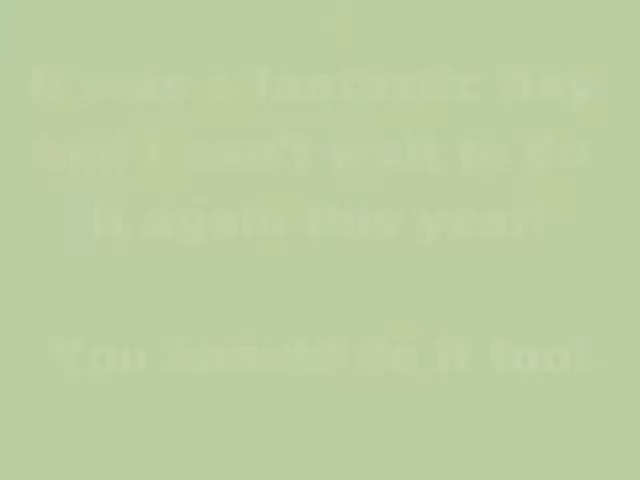 It was a fantastic day
and I can't wait to do
it again this year!
You should do it too!